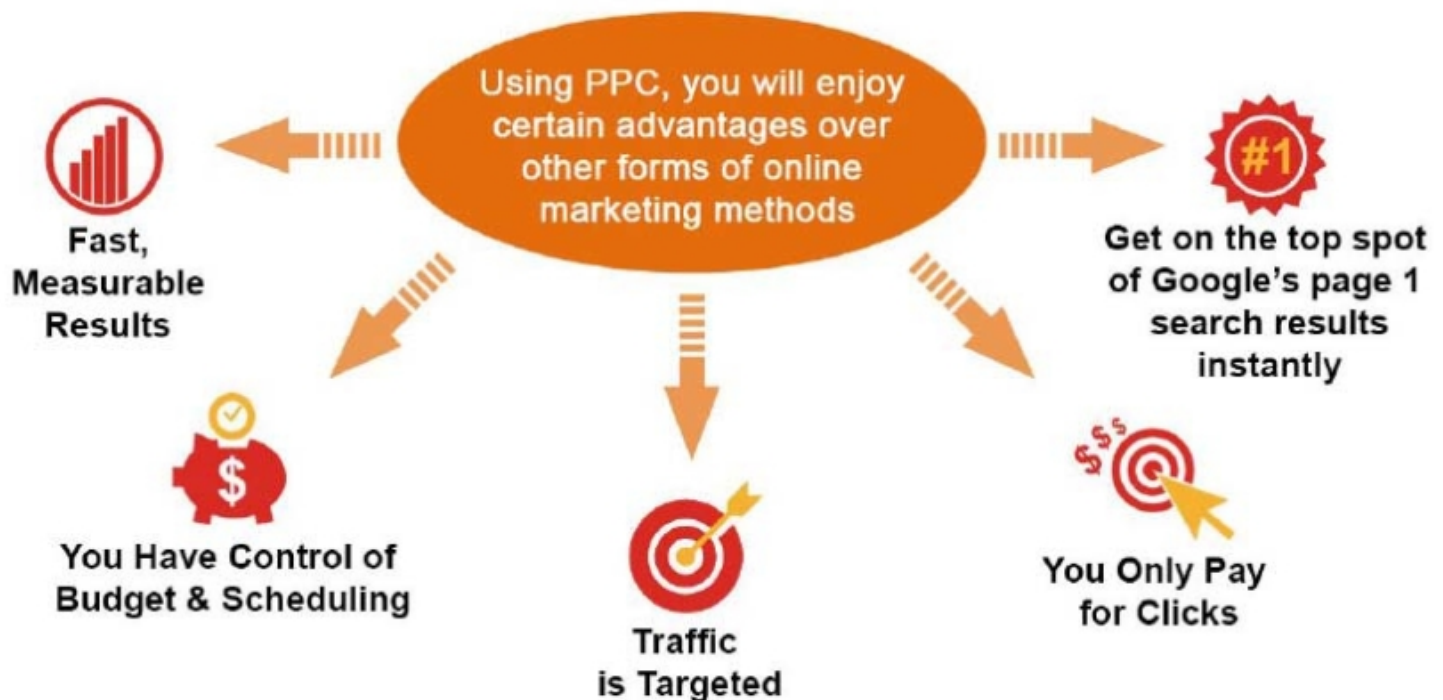 Using PPC, you will enjoy
certain advantages over
other forms of online
marketing methods
Fast,
Measurable
Results
#1
Get on the top spot
of Google's page 1
search results
instantly
$
You Have Control of
Budget & Scheduling
Traffic
is Targeted
$$$
You Only Pay
for Clicks